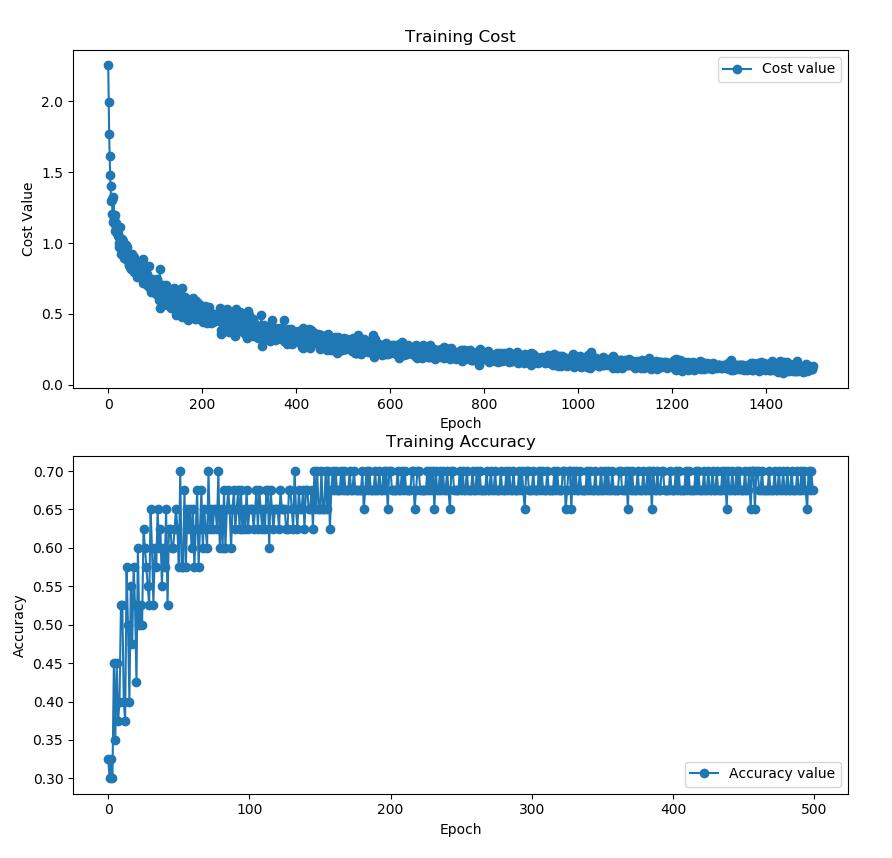 Training Cost
Cost value
2.0
1.5
1.0
0.5
0.0
Cost Value
0 200 400 600 800 1000 1200 1400
Epoch
Training Accuracy
0.70
0.65
0.60
0.55
0.50
0.45
0.40
0.35
0.30
Accuracy
Accuracy value
0 100 200 300 400 500
Epoch